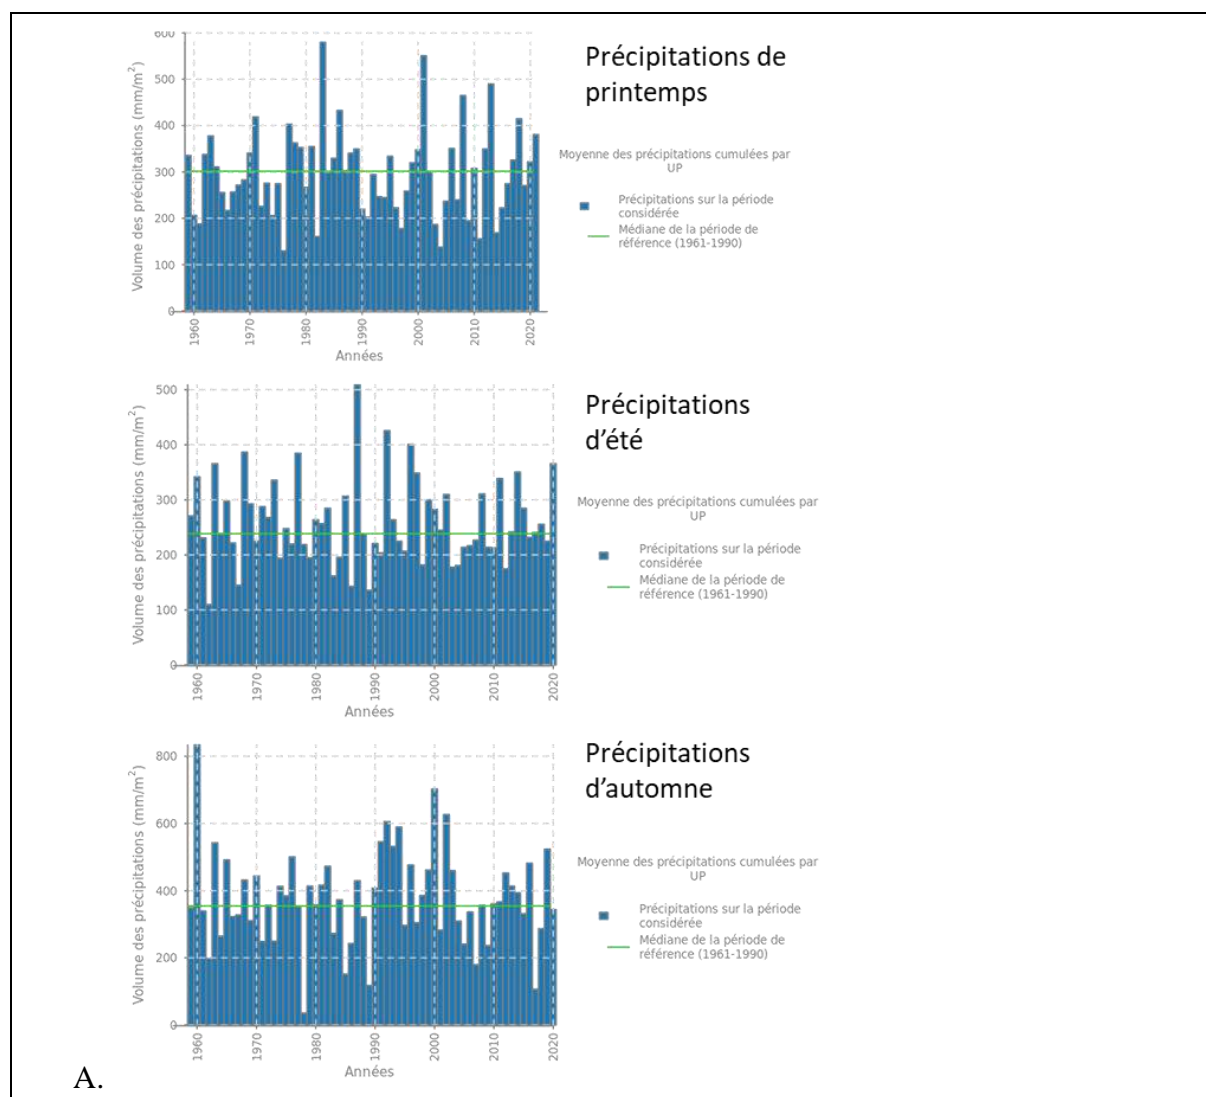 600
500
400
300
200
100
0
Volume des précipitations (mm/m²)
1960
1970
1980
1990
2000
2010
2020
Années
Précipitations de
printemps
Moyenne des précipitations cumulées par
UP
Précipitations sur la période
considérée
Médiane de la période de
référence (1961-1990)
500
400
300
200
100
0
Volume des précipitations (mm/m²)
1960
1970
1980
1990
2000
2010
2020
Années
Précipitations
d’été
Moyenne des précipitations cumulées par
UP
Précipitations sur la période
considérée
Médiane de la période de
référence (1961-1990)
800
600
400
200
0
Volume des précipitations (mm/m²)
1960
1970
1980
1990
2000
2010
2020
Années
Précipitations
d’automne
Moyenne des précipitations cumulées par
UP
Précipitations sur la période
considérée
Médiane de la période de
référence (1961-1990)
A.